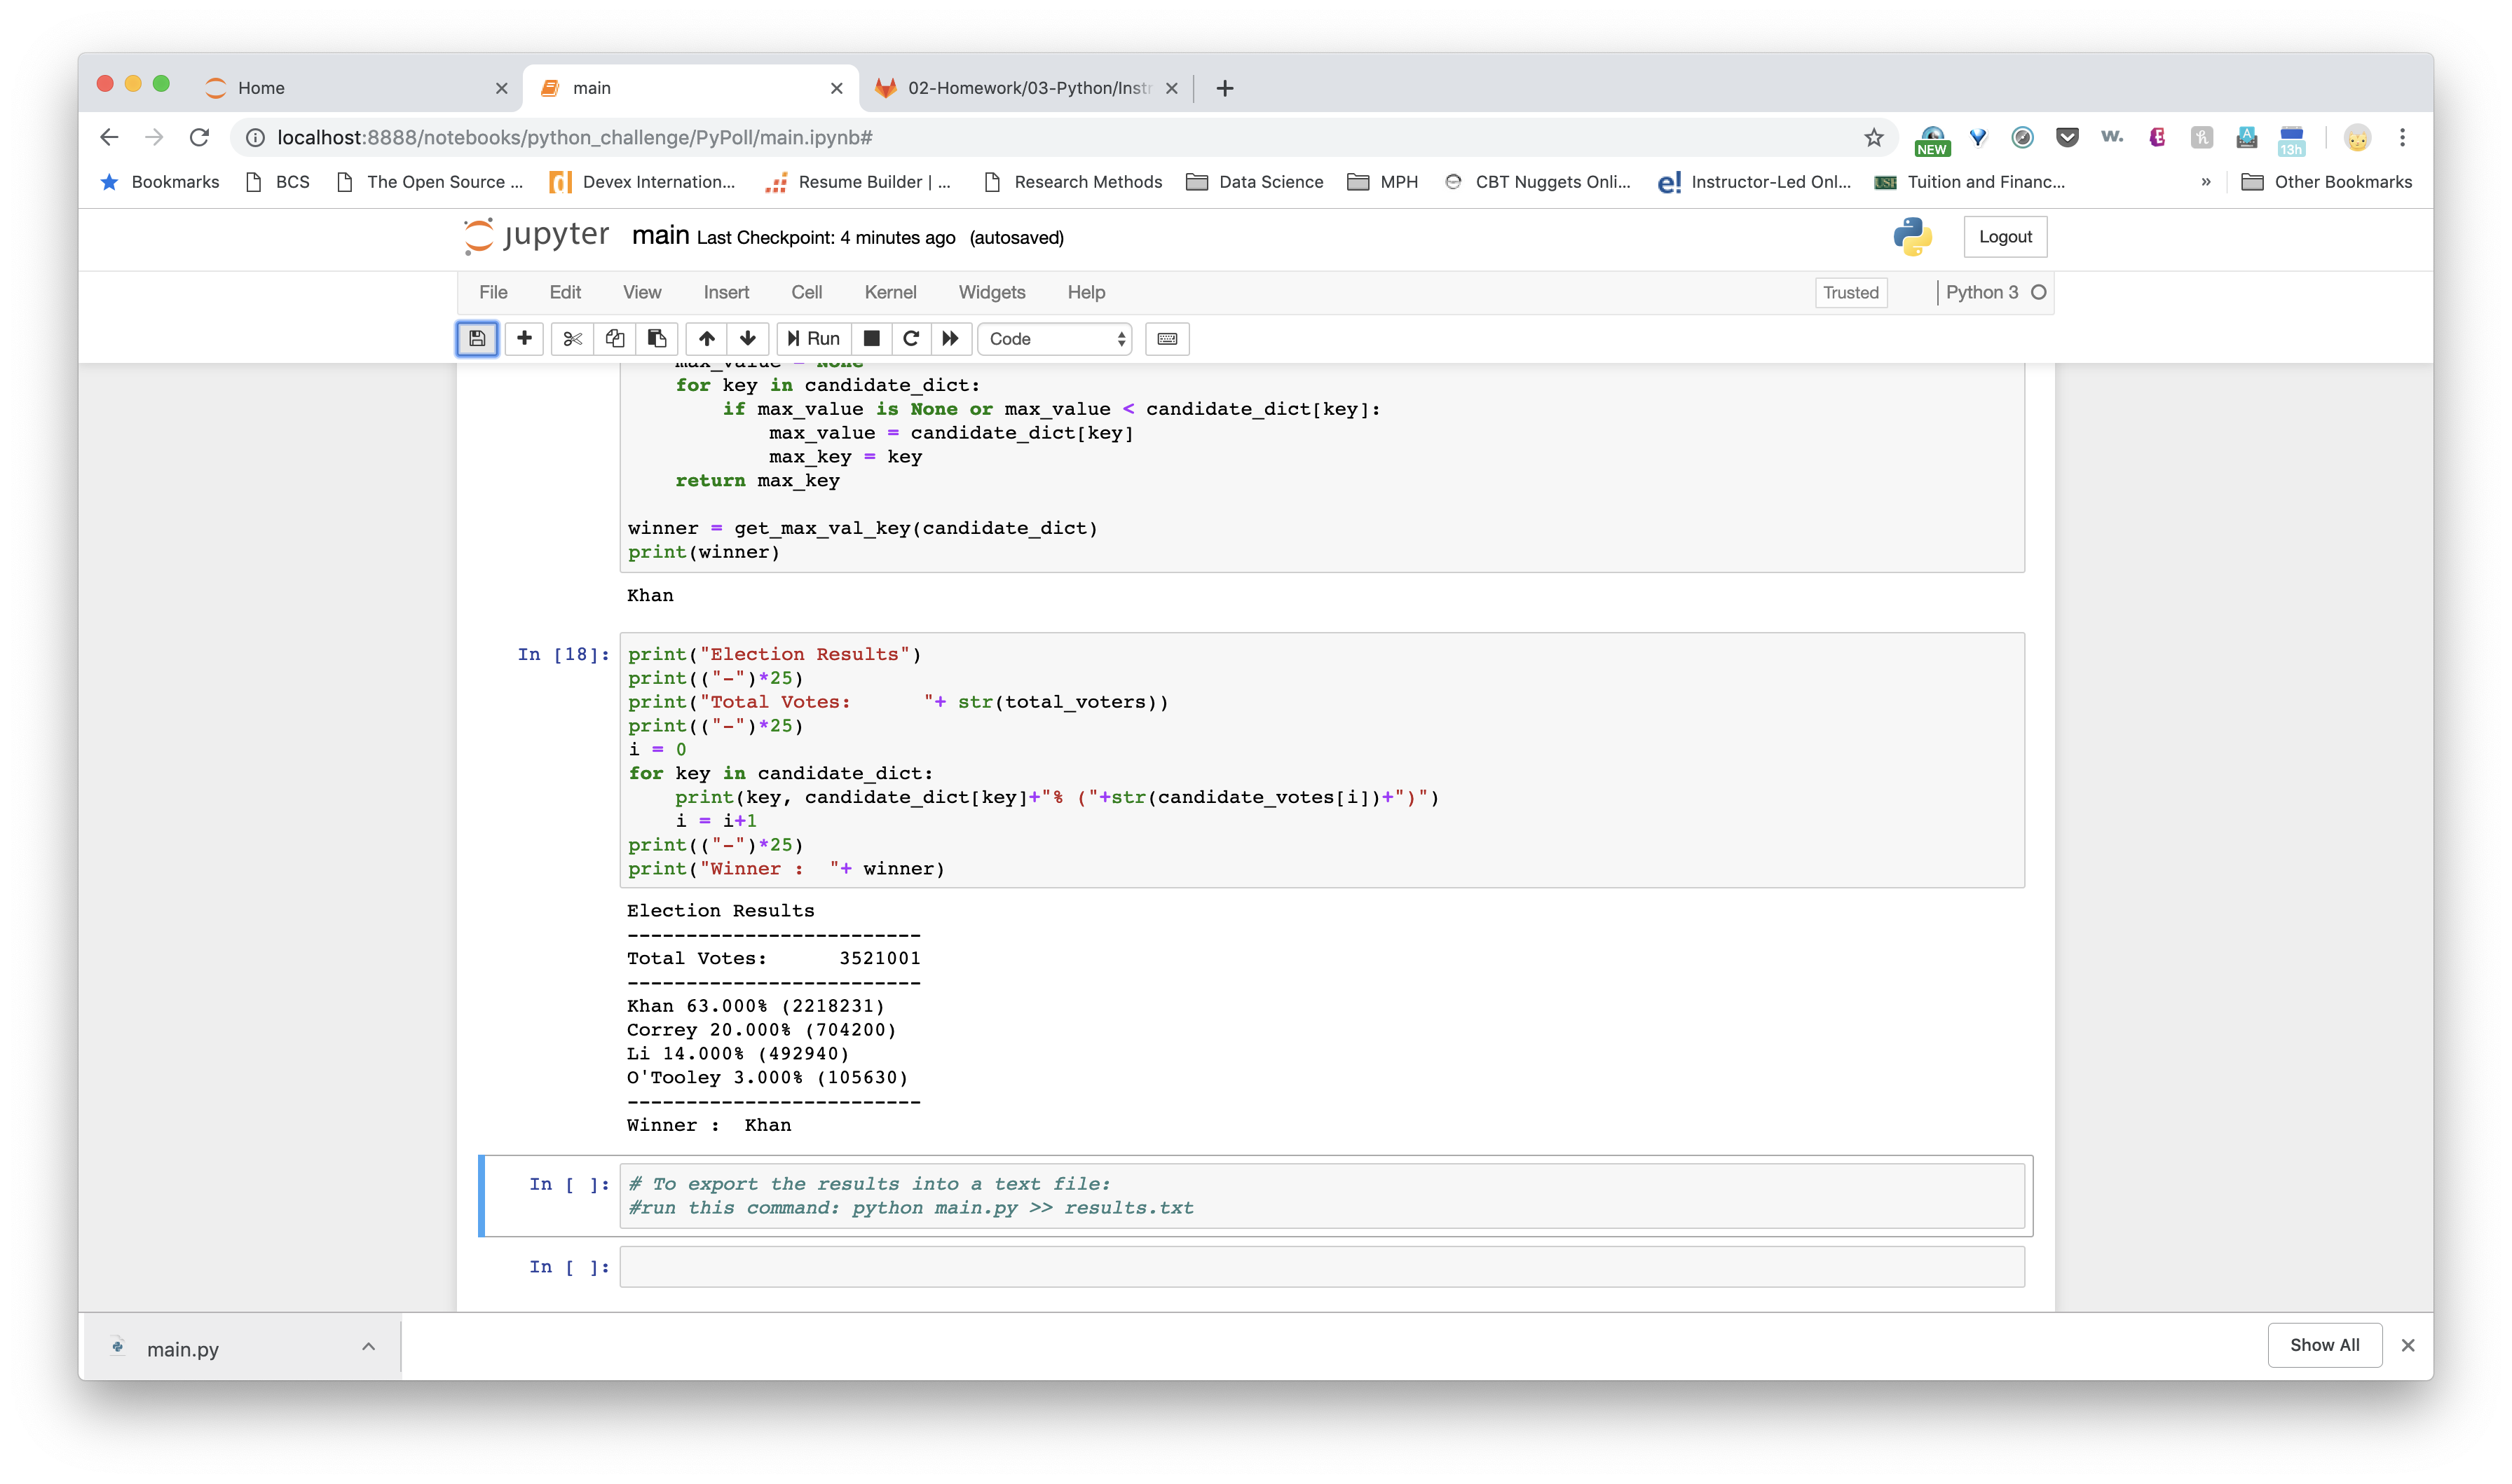 Home
main
02-Homework/03-Python/Instr
localhost:8888/notebooks/python_challenge/PyPoll/main.ipynb#
NEW
13h
Bookmarks
BCS
The Open Source ...
Devex Internation...
Resume Builder | ...
Research Methods
Data Science
MPH
CBT Nuggets Onli...
e! Instructor-Led Onl...
Tuition and Financ...
»
Other Bookmarks
jupyter main Last Checkpoint: 4 minutes ago (autosaved)
Logout
File Edit View Insert Cell Kernel Widgets Help
Trusted
Python 3
Run
Code
max_value = None
for key in candidate_dict:
if max_value is None or max_value < candidate_dict[key]:
max_value = candidate_dict[key]
max_key = key
return max_key
winner = get_max_val_key(candidate_dict)
print(winner)
Khan
In [18]:
print("Election Results")
print(("-")*25)
print("Total Votes:      "+ str(total_voters))
print(("-")*25)
i = 0
for key in candidate_dict:
print(key, candidate_dict[key]+"% ("+str(candidate_votes[i])+")")
i = i+1
print(("-")*25)
print("Winner :  "+ winner)
Election Results
-------------------------
Total Votes:      3521001
-------------------------
Khan 63.000% (2218231)
Correy 20.000% (704200)
Li 14.000% (492940)
O'Tooley 3.000% (105630)
-------------------------
Winner :  Khan
In [ ]:
# To export the results into a text file:
#run this command: python main.py >> results.txt
In [ ]:
main.py
Show All